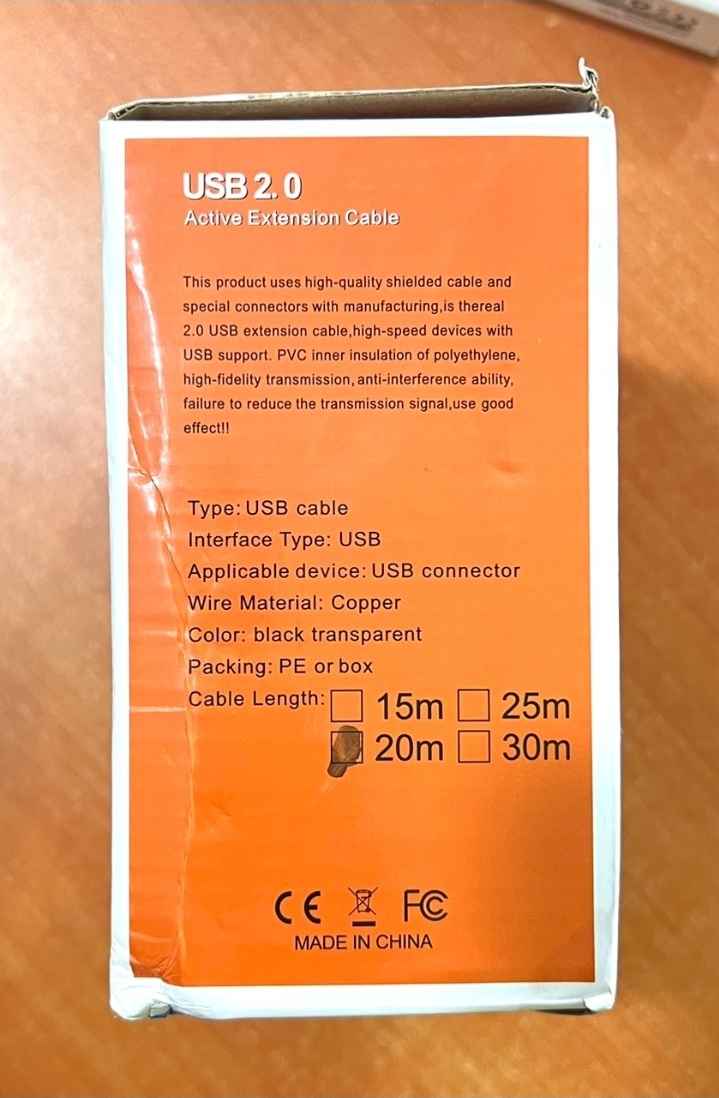 USB 2.0
Active Extension Cable
This product uses high-quality shielded cable and
special connectors with manufacturing,is thereal
2.0 USB extension cable,high-speed devices with
USB support. PVC inner insulation of polyethylene,
high-fidelity transmission, anti-interference ability,
failure to reduce the transmission signal,use good
effect!!
Type: USB cable
Interface Type: USB
Applicable device: USB connector
Wire Material: Copper
Color: black transparent
Packing: PE or box
Cable Length: 15m 25m
20m 30m
CE FC
MADE IN CHINA